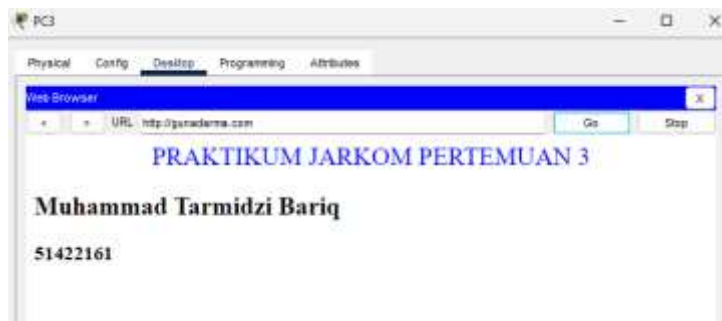 PC3
Physical Config Desktop Programming Attributes
Web Browser X
< > URL http://gunadarma.com Go Stop
PRAKTIKUM JARKOM PERTEMUAN 3
Muhammad Tarmidzi Bariq
51422161